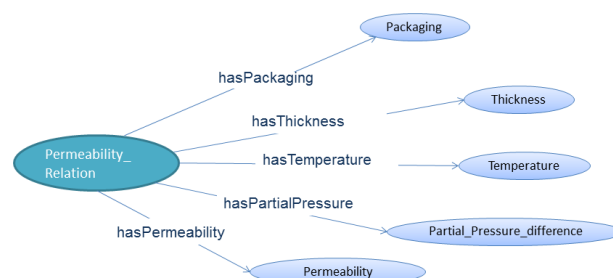 Packaging
hasPackaging
Thickness
hasThickness
Permeability_
Relation
hasTemperature
Temperature
hasPartialPressure
hasPermeability
Partial_Pressure_difference
Permeability